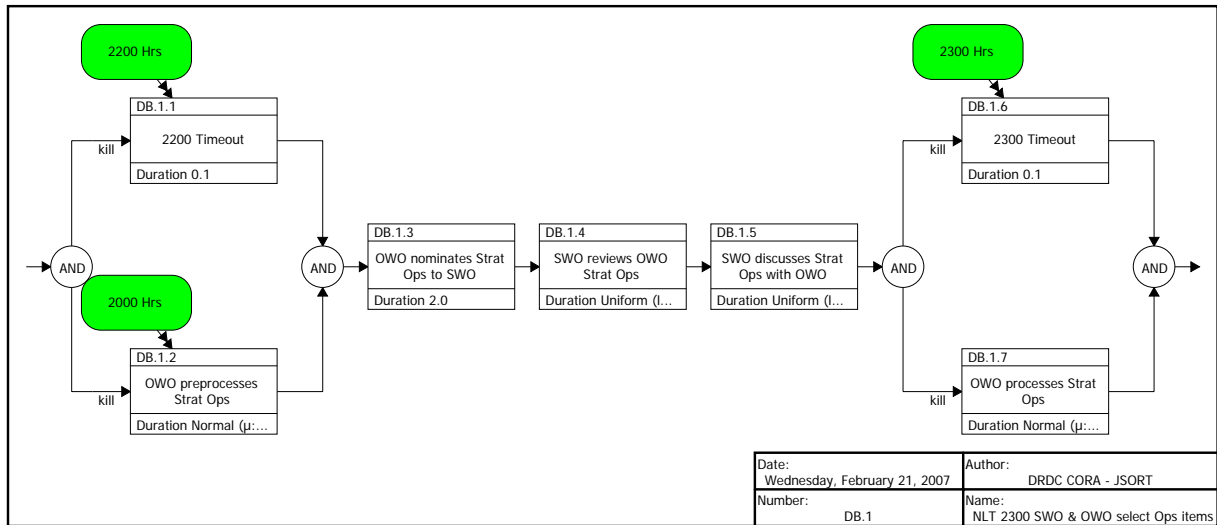 2200 Hrs
DB.1.1
2200 Timeout
Duration 0.1
kill
AND
2000 Hrs
DB.1.2
OWO preprocesses
Strat Ops
Duration Normal (µ:...
kill
AND
DB.1.3
OWO nominates Strat
Ops to SWO
Duration 2.0
DB.1.4
SWO reviews OWO
Strat Ops
Duration Uniform (l...
DB.1.5
SWO discusses Strat
Ops with OWO
Duration Uniform (l...
AND
2300 Hrs
DB.1.6
2300 Timeout
Duration 0.1
kill
DB.1.7
OWO processes Strat
Ops
Duration Normal (µ:...
kill
AND
Date:
Wednesday, February 21, 2007
Author:
DRDC CORA - JSORT
Number:
DB.1
Name:
NLT 2300 SWO & OWO select Ops items